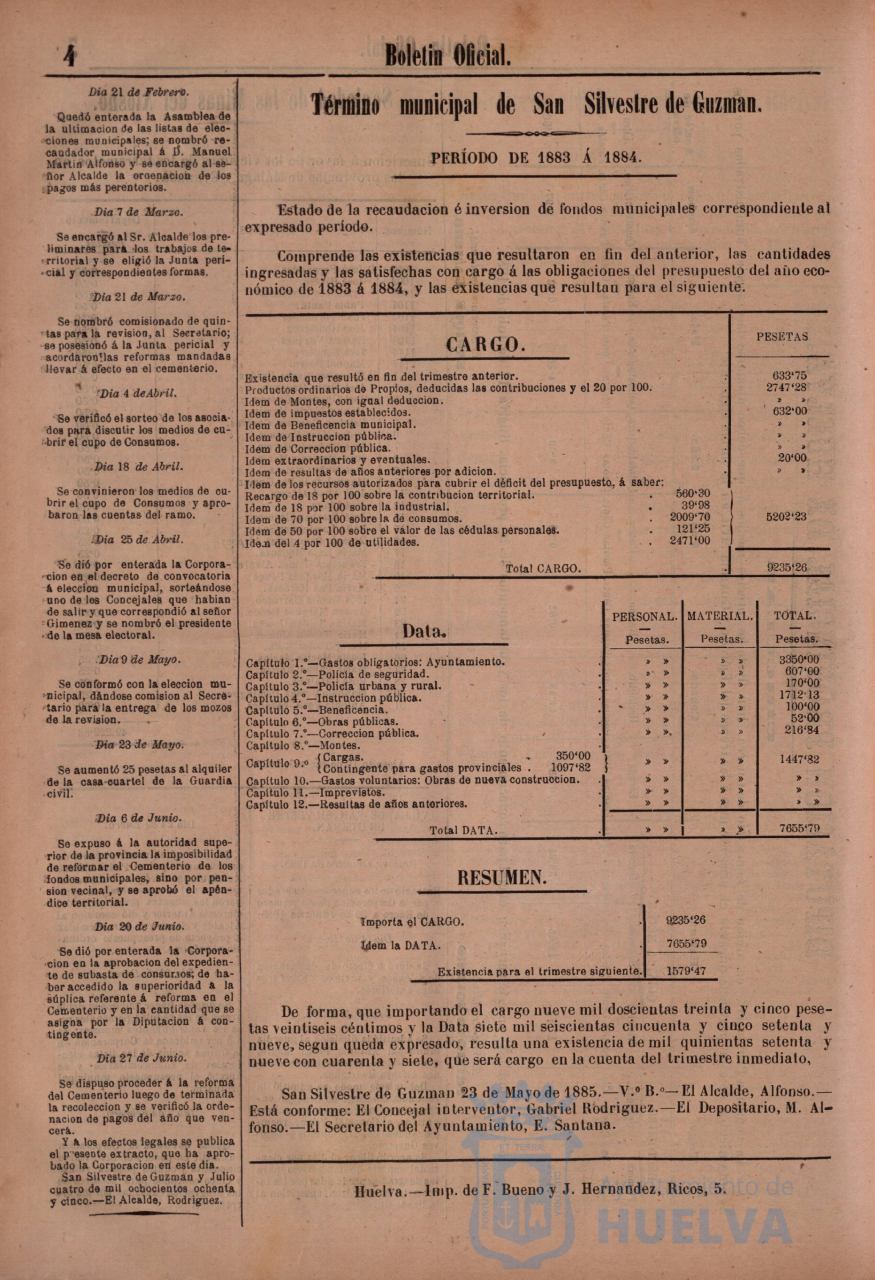 4
Boletin Oficial.
Dia 21 de Febrero.
Quedó enterada la Asamblea de
la ultimacion de las listas de elec-
ciones municipales; se nombró re-
caudador municipal á D. Manuel
Martin Alfonso y se encargó al se-
ñor Alcalde la ordenacion de los
pagos más perentorios.
Dia 7 de Marzo.
Se encargó al Sr. Alcalde los pre-
liminares para los trabajos de te-
rritorial y se eligió la Junta peri-
cial y correspondientes formas.
Dia 21 de Marzo.
Se nombró comisionado de quin-
tas para la revision, al Secretario;
se posesionó á la Junta pericial y
acordaron las reformas mandadas
llevar á efecto en el cementerio.
Dia 4 de Abril.
Se verificó el sorteo de los asocia-
dos para discutir los medios de cu-
brir el cupo de Consumos.
Dia 18 de Abril.
Se convinieron los medios de cu-
brir el cupo de Consumos y apro-
baron las cuentas del ramo.
Dia 25 de Abril.
Se dió por enterada la Corpora-
cion en el decreto de convocatoria
á eleccion municipal, sorteándose
uno de los Concejales que habian
de salir y que correspondió al señor
Gimenez y se nombró el presidente
de la mesa electoral.
Dia 9 de Mayo.
Se conformó con la eleccion mu-
nicipal, dándose comision al Secre-
tario para la entrega de los mozos
de la revision.
Dia 23 de Mayo.
Se aumentó 25 pesetas al alquiler
de la casa-cuartel de la Guardia
civil.
Dia 6 de Junio.
Se expuso á la autoridad supe-
rior de la provincia la imposibilidad
de reformar el Cementerio de los
fondos municipales, sino por pen-
sion vecinal, y se aprobó el apén-
dice territorial.
Dia 20 de Junio.
Se dió por enterada la Corpora-
cion en la aprobacion del expedien-
te de subasta de consumos; de ha-
ber accedido la superioridad á la
súplica referente á reforma en el
Cementerio y en la cantidad que se
asigna por la Diputacion á con-
tingente.
Dia 27 de Junio.
Se dispuso proceder á la reforma
del Cementerio luego de terminada
la recoleccion y se verificó la orde-
nacion de pagos del año que ven-
cerá.
Y á los efectos legales se publica
el presente extracto, que ha apro-
bado la Corporacion en este dia.
San Silvestre de Guzman y Julio
cuatro de mil ochocientos ochenta
y cinco.—El Alcalde, Rodriguez.
Término municipal de San Silvestre de Guzman.
PERÍODO DE 1883 Á 1884.
Estado de la recaudacion é inversion de fondos municipales correspondiente al
expresado período.
Comprende las existencias que resultaron en fin del anterior, las cantidades
ingresadas y las satisfechas con cargo á las obligaciones del presupuesto del año eco-
nómico de 1883 á 1884, y las existencias que resultan para el siguiente.
CARGO. PESETAS
Existencia que resultó en fin del trimestre anterior. 633‘75
Productos ordinarios de Propios, deducidas las contribuciones y el 20 por 100. 2747‘28
Idem de Montes, con igual deduccion. » »
Idem de impuestos establecidos. 632‘00
Idem de Beneficencia municipal. » »
Idem de Instruccion pública. » »
Idem de Correccion pública. » »
Idem extraordinarios y eventuales. 20‘00
Idem de resultas de años anteriores por adicion. »
Idem de los recursos autorizados para cubrir el déficit del presupuesto, á saber:
Recargo de 18 por 100 sobre la contribucion territorial. . 560‘30
Idem de 18 por 100 sobre la industrial. . 39‘98
Idem de 70 por 100 sobre la de consumos. . 2009‘70 5202‘23
Idem de 50 por 100 sobre el valor de las cédulas personales. . 121‘25
Idem del 4 por 100 de utilidades. . . 2471‘00
Total CARGO. . 9235‘26
Data. PERSONAL. MATERIAL. TOTAL.
Pesetas. Pesetas. Pesetas.
Capítulo 1.º—Gastos obligatorios: Ayuntamiento. . » » » » 3350‘00
Capítulo 2.º—Policía de seguridad. . » » » » 607‘00
Capítulo 3.º—Policía urbana y rural. . » » » » 170‘00
Capítulo 4.º—Instruccion pública. . » » » » 1712‘13
Capítulo 5.º—Beneficencia. . » » » » 100‘00
Capítulo 6.º—Obras públicas. . » » » » 52‘00
Capítulo 7.º—Correccion pública. . » » » » 216‘84
Capítulo 8.º—Montes. .
Capítulo 9.º {Cargas. . 350‘00 } » » » » 1447‘82
{Contingente para gastos provinciales . 1097‘82 }
Capítulo 10.—Gastos voluntarios: Obras de nueva construccion. . » » » » » »
Capítulo 11.—Imprevistos. . » » » » » »
Capítulo 12.—Resultas de años anteriores. . » » » » » »
Total DATA. . » » » » 7655‘79
RESUMEN.
Importa el CARGO. . 9235‘26
Idem la DATA. . 7655‘79
Existencia para el trimestre siguiente. 1579‘47
De forma, que importando el cargo nueve mil doscientas treinta y cinco pese-
tas veintiseis céntimos y la Data siete mil seiscientas cincuenta y cinco setenta y
nueve, segun queda expresado, resulta una existencia de mil quinientas setenta y
nueve con cuarenta y siete, que será cargo en la cuenta del trimestre inmediato,
San Silvestre de Guzman 23 de Mayo de 1885.—V.º B.º—El Alcalde, Alfonso.—
Está conforme: El Concejal interventor, Gabriel Rodriguez.—El Depositario, M. Al-
fonso.—El Secretario del Ayuntamiento, E. Santana.
Huelva.—Imp. de F. Bueno y J. Hernandez, Ricos, 5.
Ayuntamiento de
HUELVA